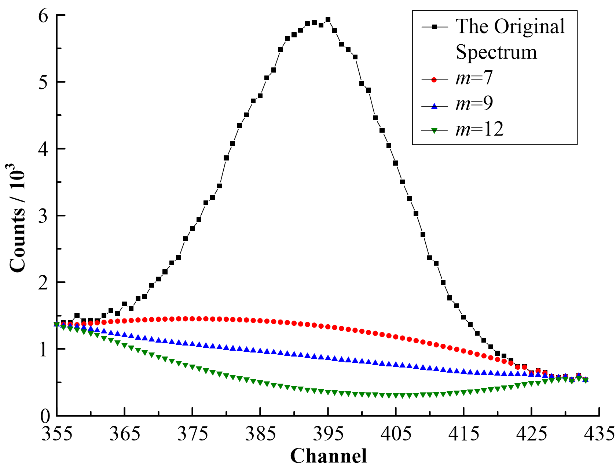 6
5
4
3
2
1
0
Counts / 10³
355
365
375
385
395
405
415
425
435
Channel
The Original
Spectrum
m=7
m=9
m=12